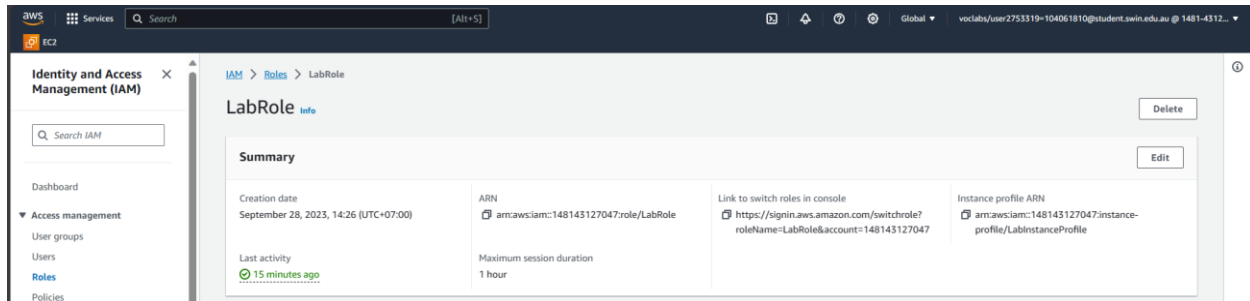 aws Services Search [Alt+S] Global voclabs/user2753319=104061810@student.swin.edu.au @ 1481-4312...
EC2
Identity and Access Management (IAM)
Search IAM
Dashboard
Access management
User groups
Users
Roles
Policies
IAM > Roles > LabRole
LabRole Info
Delete
Summary
Edit
Creation date
September 28, 2023, 14:26 (UTC+07:00)
ARN
arn:aws:iam::148143127047:role/LabRole
Link to switch roles in console
https://signin.aws.amazon.com/switchrole?
roleName=LabRole&account=148143127047
Instance profile ARN
arn:aws:iam::148143127047:instance-
profile/LabInstanceProfile
Last activity
15 minutes ago
Maximum session duration
1 hour